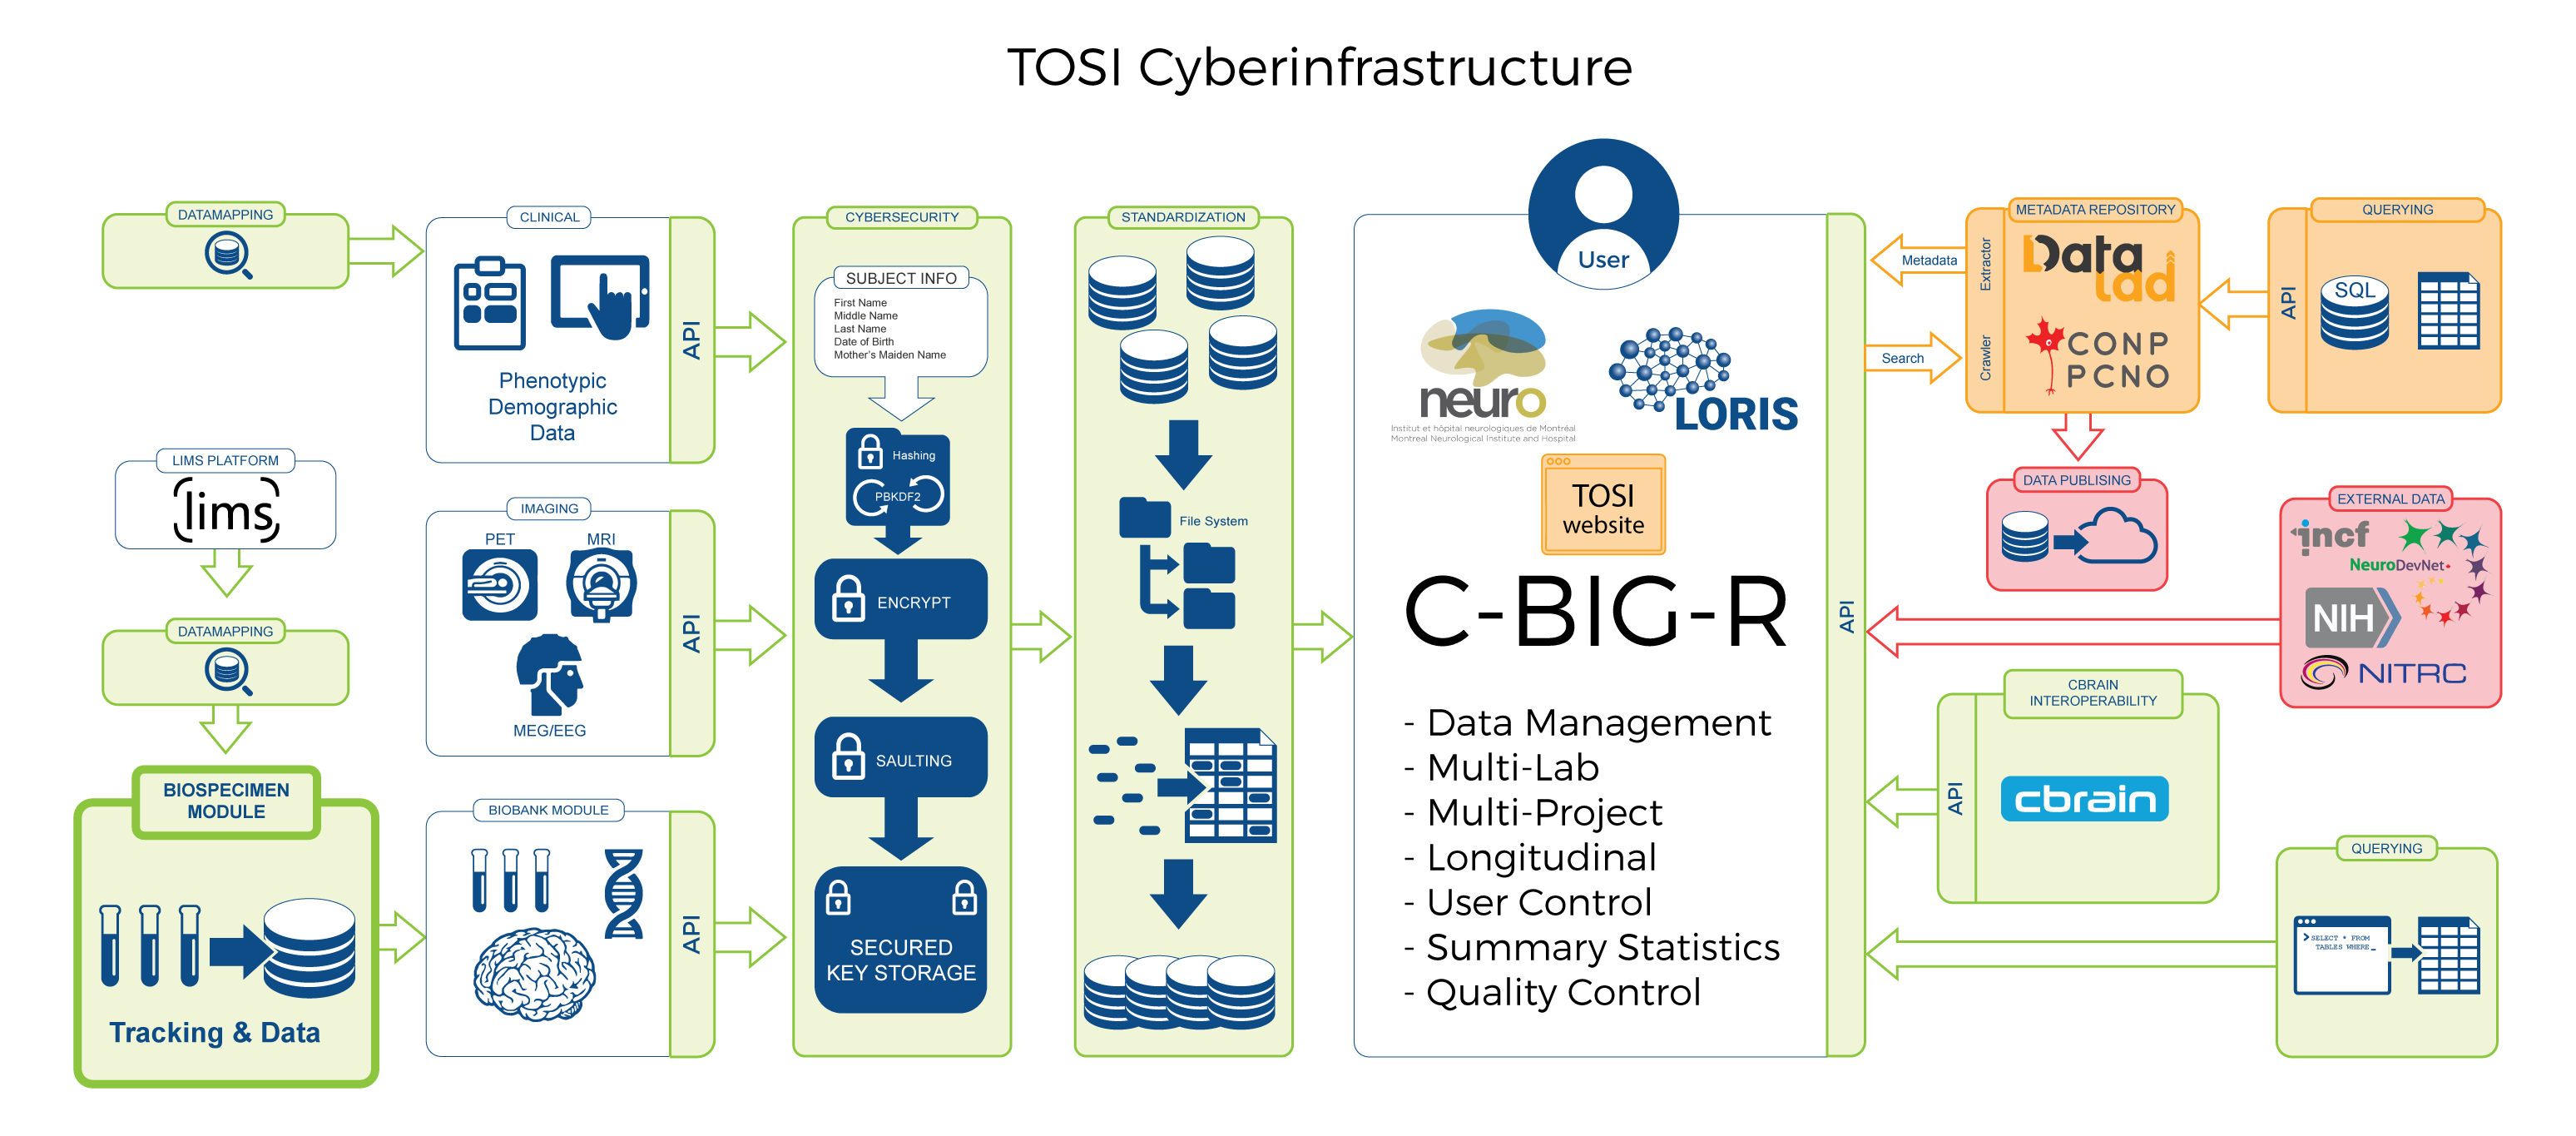 TOSI Cyberinfrastructure
DATAMAPPING
LIMS PLATFORM
lims
DATAMAPPING
BIOSPECIMEN
MODULE
Tracking & Data
CLINICAL
Phenotypic
Demographic
Data
API
IMAGING
PET
MRI
MEG/EEG
API
BIOBANK MODULE
API
CYBERSECURITY
SUBJECT INFO
First Name
Middle Name
Last Name
Date of Birth
Mother's Maiden Name
Hashing
PBKDF2
ENCRYPT
SAULTING
SECURED
KEY STORAGE
STANDARDIZATION
File System
User
neuro
Institut et hôpital neurologiques de Montréal
Montreal Neurological Institute and Hospital
LORIS
TOSI
website
C-BIG-R
- Data Management
- Multi-Lab
- Multi-Project
- Longitudinal
- User Control
- Summary Statistics
- Quality Control
API
Metadata
Search
METADATA REPOSITORY
Extractor
Crawler
Data
lad
CONP
PCNO
QUERYING
API
SQL
DATA PUBLISING
EXTERNAL DATA
incf
NeuroDevNet
NIH
NITRC
CBRAIN
INTEROPERABILITY
API
cbrain
QUERYING
>SELECT * FROM
TABLES WHERE_